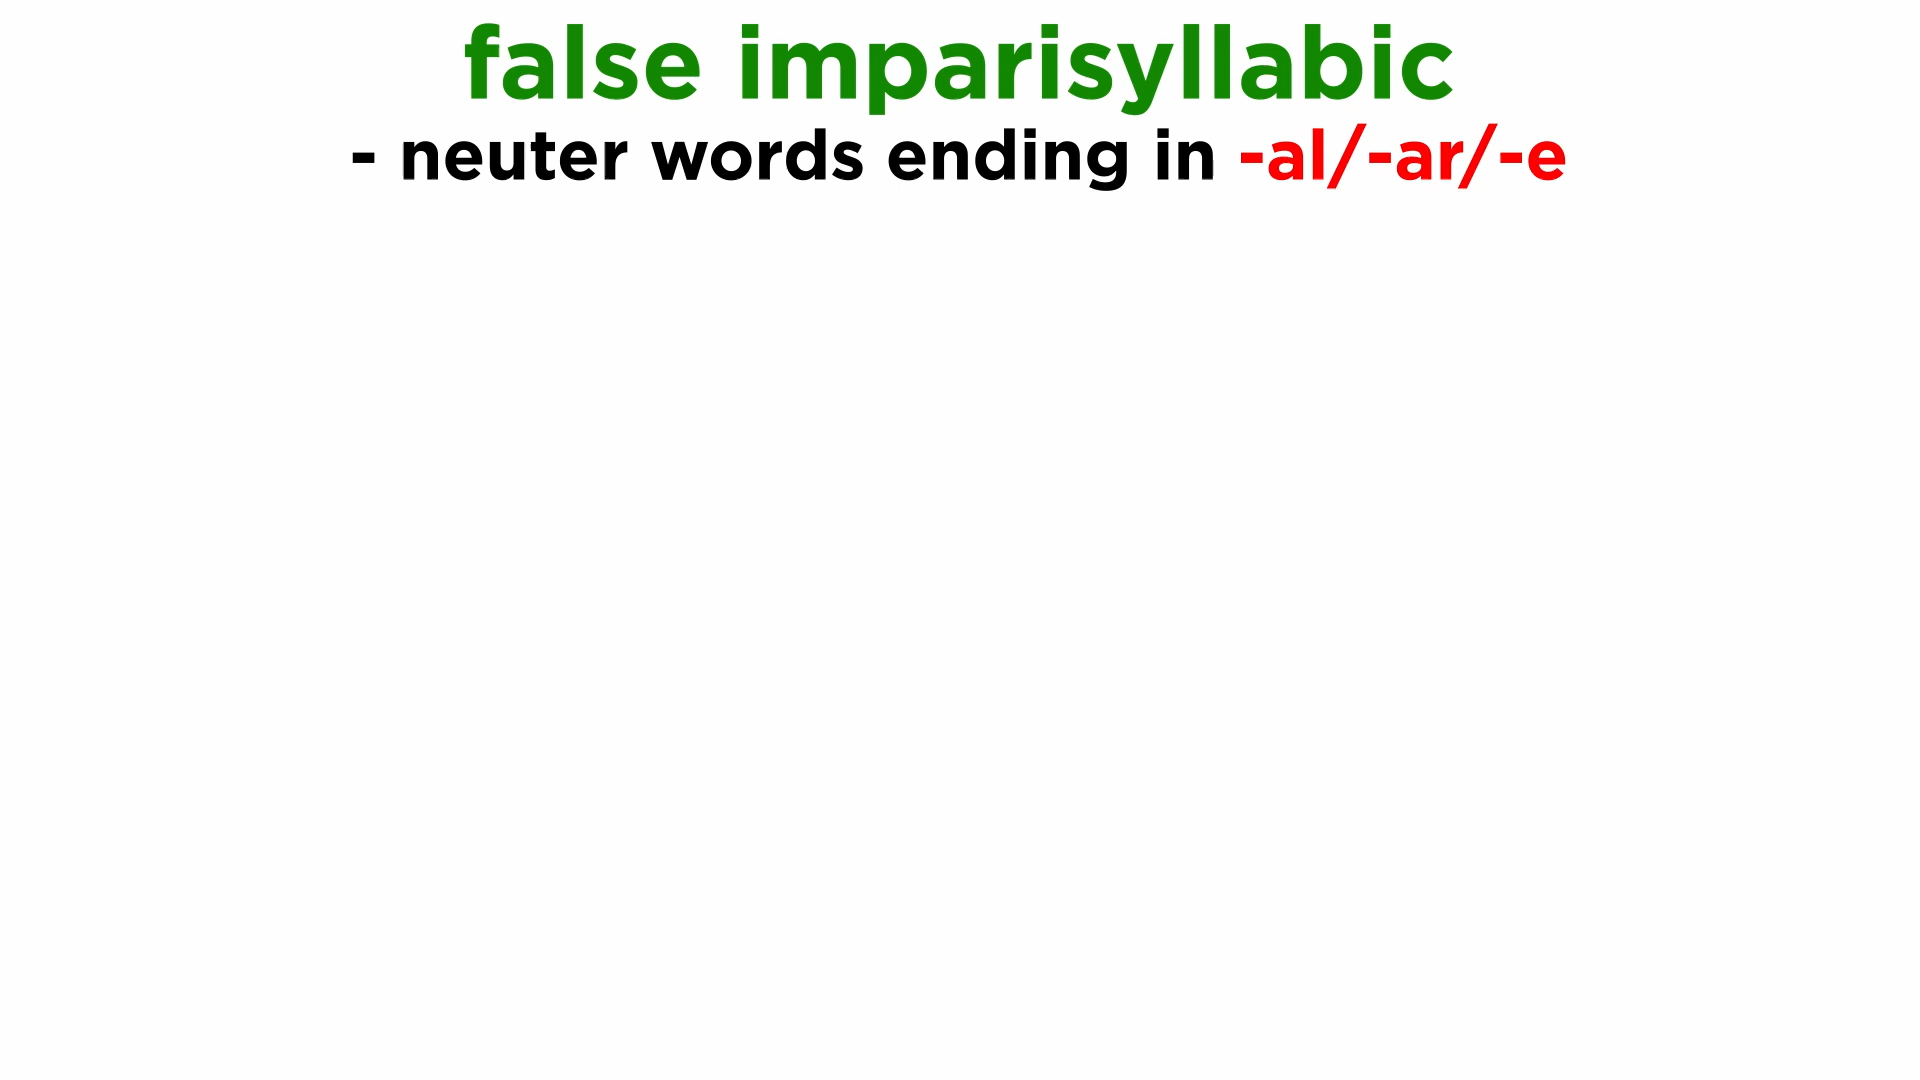 false imparisyllabic
- neuter words ending in -al/-ar/-e